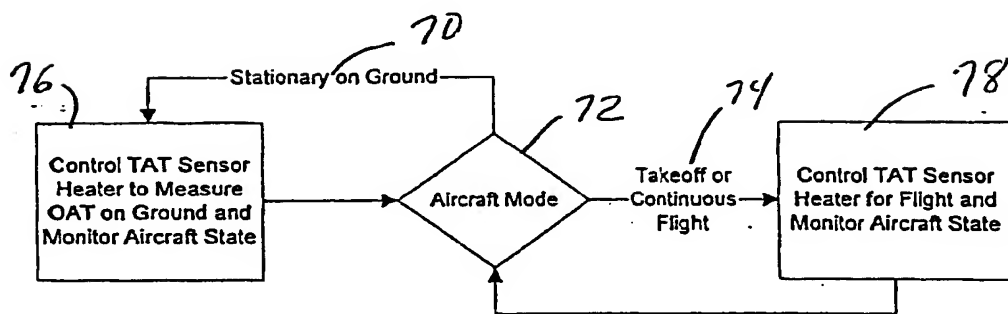 70
Stationary on Ground
76
72
74
78
Control TAT Sensor
Heater to Measure
OAT on Ground and
Monitor Aircraft State
Aircraft Mode
Takeoff or
Continuous
Flight
Control TAT Sensor
Heater for Flight and
Monitor Aircraft State